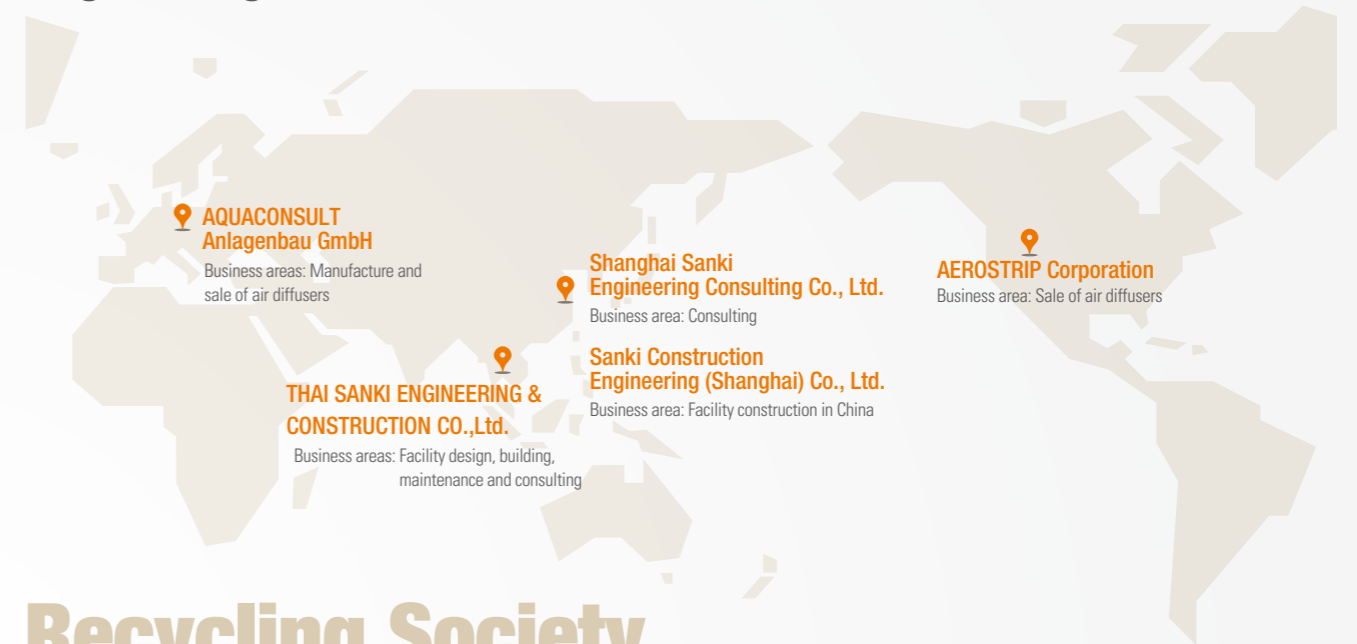 AQUACONSULT
Anlagenbau GmbH
Business areas: Manufacture and
sale of air diffusers
Shanghai Sanki
Engineering Consulting Co., Ltd.
Business area: Consulting
Sanki Construction
Engineering (Shanghai) Co., Ltd.
Business area: Facility construction in China
AEROSTRIP Corporation
Business area: Sale of air diffusers
THAI SANKI ENGINEERING &
CONSTRUCTION CO.,Ltd.
Business areas: Facility design, building,
maintenance and consulting
Recycling Society